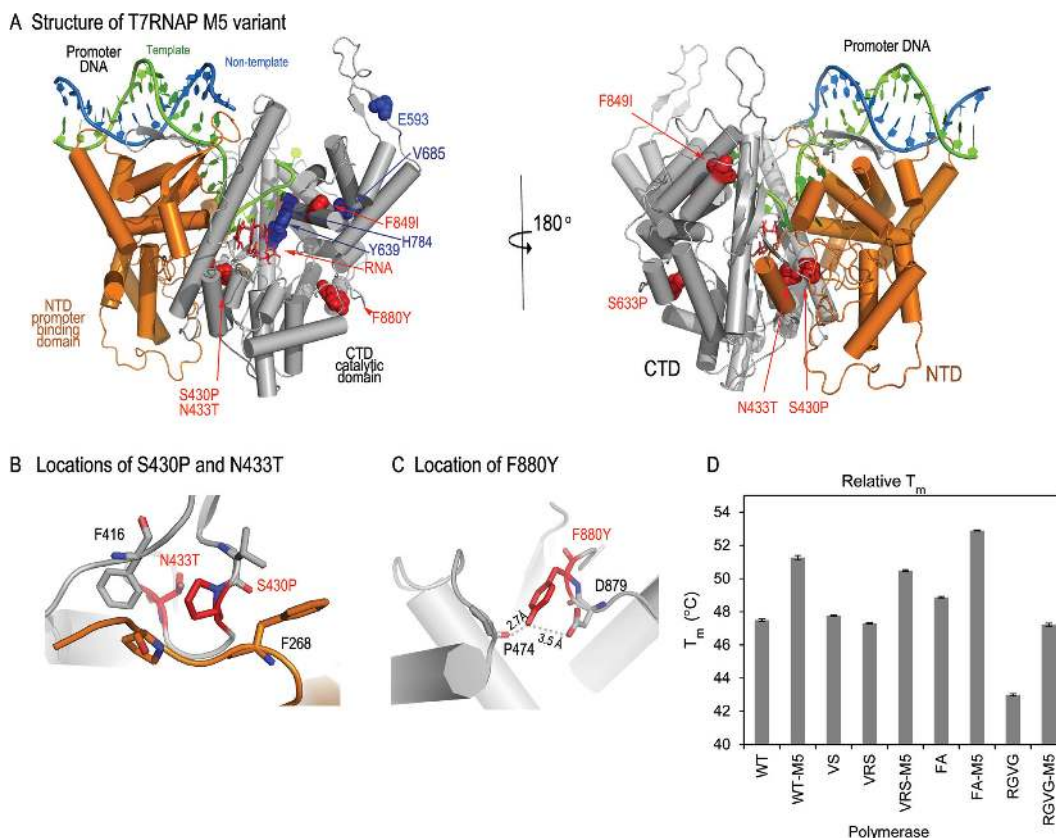 A Structure of T7RNAP M5 variant
Promoter
DNA
Template
Non-template
E593
V685
F849I
H784
Y639
RNA
F880Y
NTD
promoter
binding
domain
CTD
catalytic
domain
S430P
N433T
180°
Promoter DNA
F849I
S633P
CTD
NTD
N433T
S430P
B Locations of S430P and N433T
F416
N433T
S430P
F268
C Location of F880Y
F880Y
D879
2.7Å
3.5 Å
P474
D
Relative Tm
Tm (°C)
54
52
50
48
46
44
42
40
WT
WT-M5
VS
VRS
VRS-M5
FA
FA-M5
RGVG
RGVG-M5
Polymerase